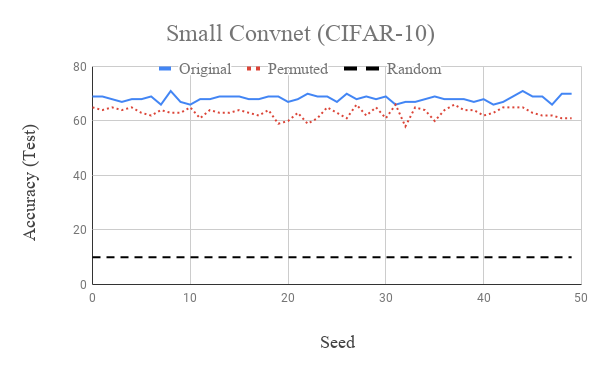 Small Convnet (CIFAR-10)
Original Permuted Random
80
60
40
20
0
0 10 20 30 40 50
Accuracy (Test)
Seed